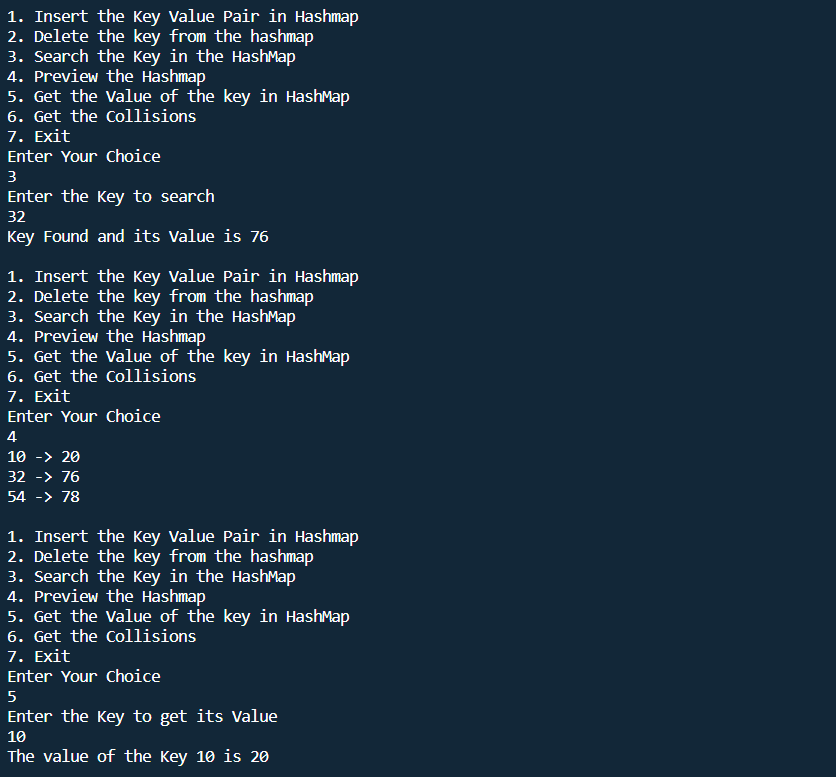 1. Insert the Key Value Pair in Hashmap
2. Delete the key from the hashmap
3. Search the Key in the HashMap
4. Preview the Hashmap
5. Get the Value of the key in HashMap
6. Get the Collisions
7. Exit
Enter Your Choice
3
Enter the Key to search
32
Key Found and its Value is 76

1. Insert the Key Value Pair in Hashmap
2. Delete the key from the hashmap
3. Search the Key in the HashMap
4. Preview the Hashmap
5. Get the Value of the key in HashMap
6. Get the Collisions
7. Exit
Enter Your Choice
4
10 -> 20
32 -> 76
54 -> 78

1. Insert the Key Value Pair in Hashmap
2. Delete the key from the hashmap
3. Search the Key in the HashMap
4. Preview the Hashmap
5. Get the Value of the key in HashMap
6. Get the Collisions
7. Exit
Enter Your Choice
5
Enter the Key to get its Value
10
The value of the Key 10 is 20